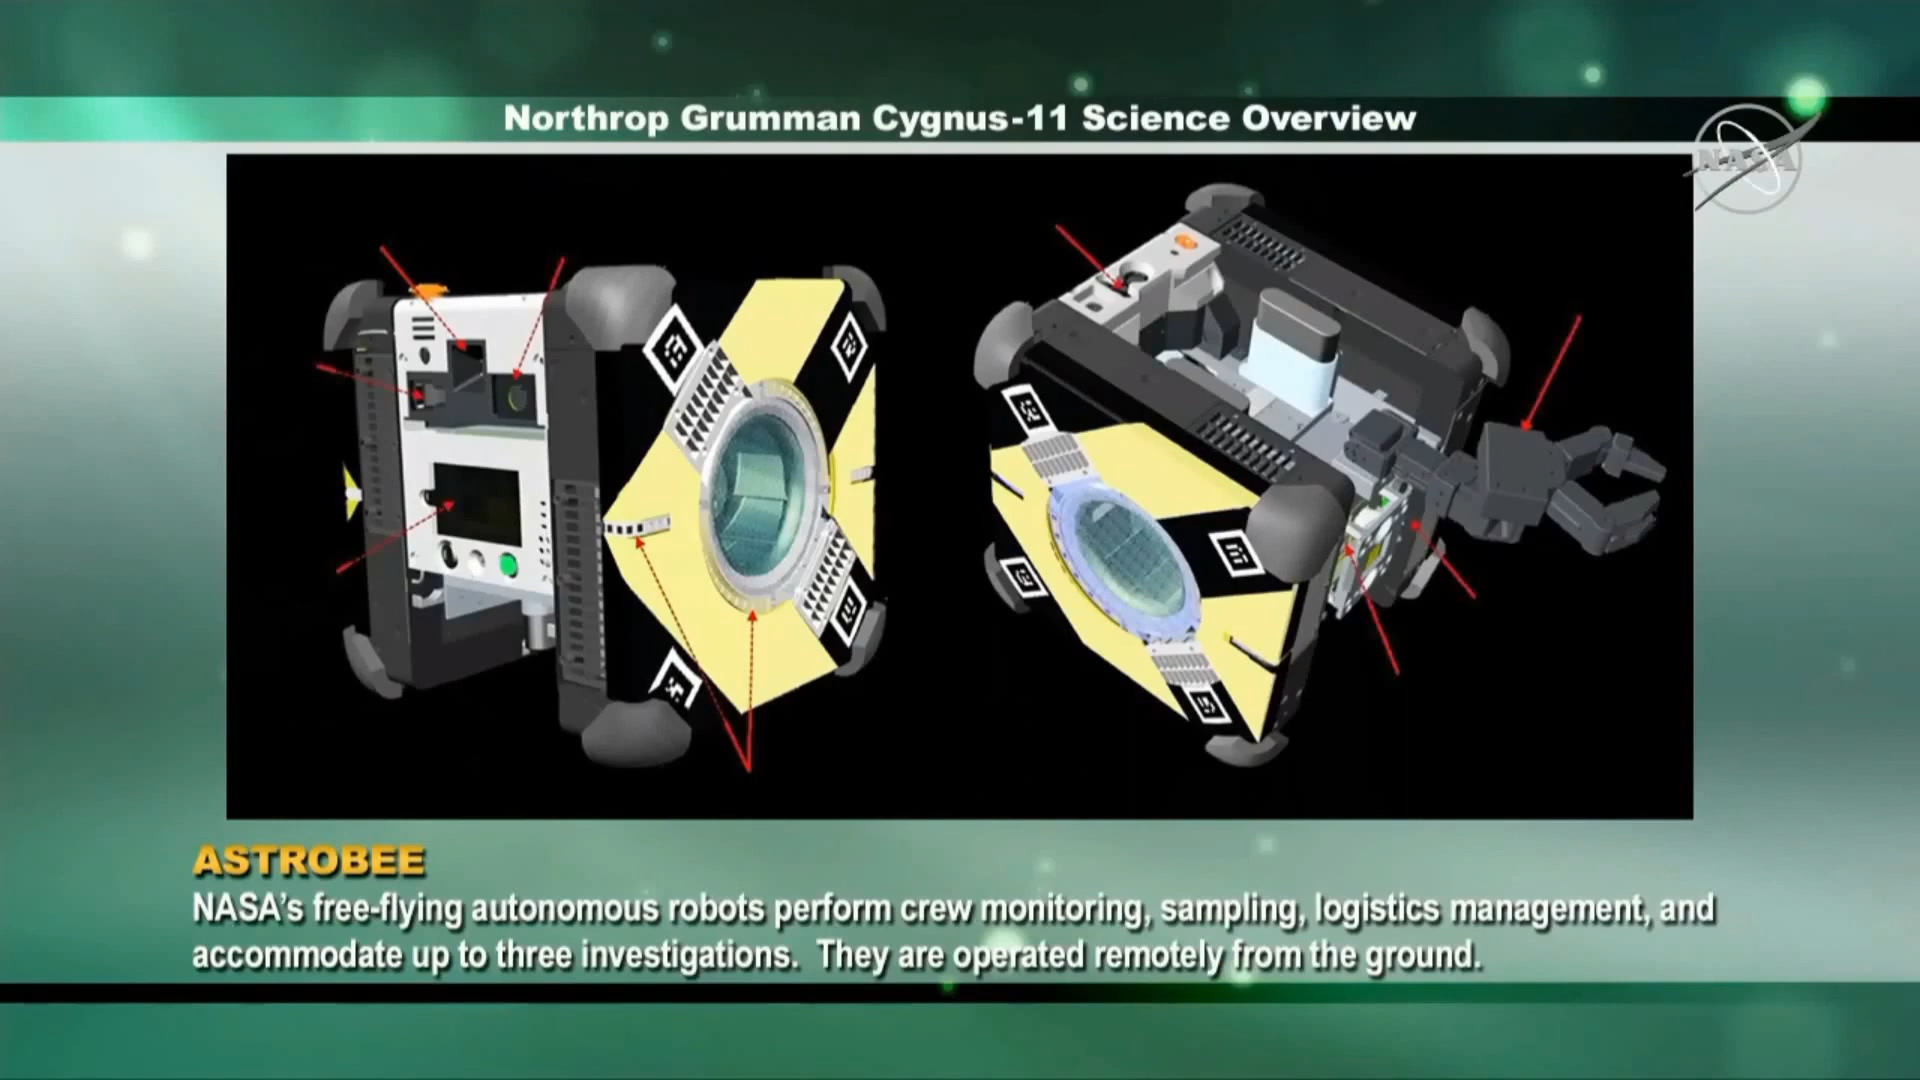 Northrop Grumman Cygnus-11 Science Overview
NASA
ASTROBEE
NASA's free-flying autonomous robots perform crew monitoring, sampling, logistics management, and
accommodate up to three investigations. They are operated remotely from the ground.